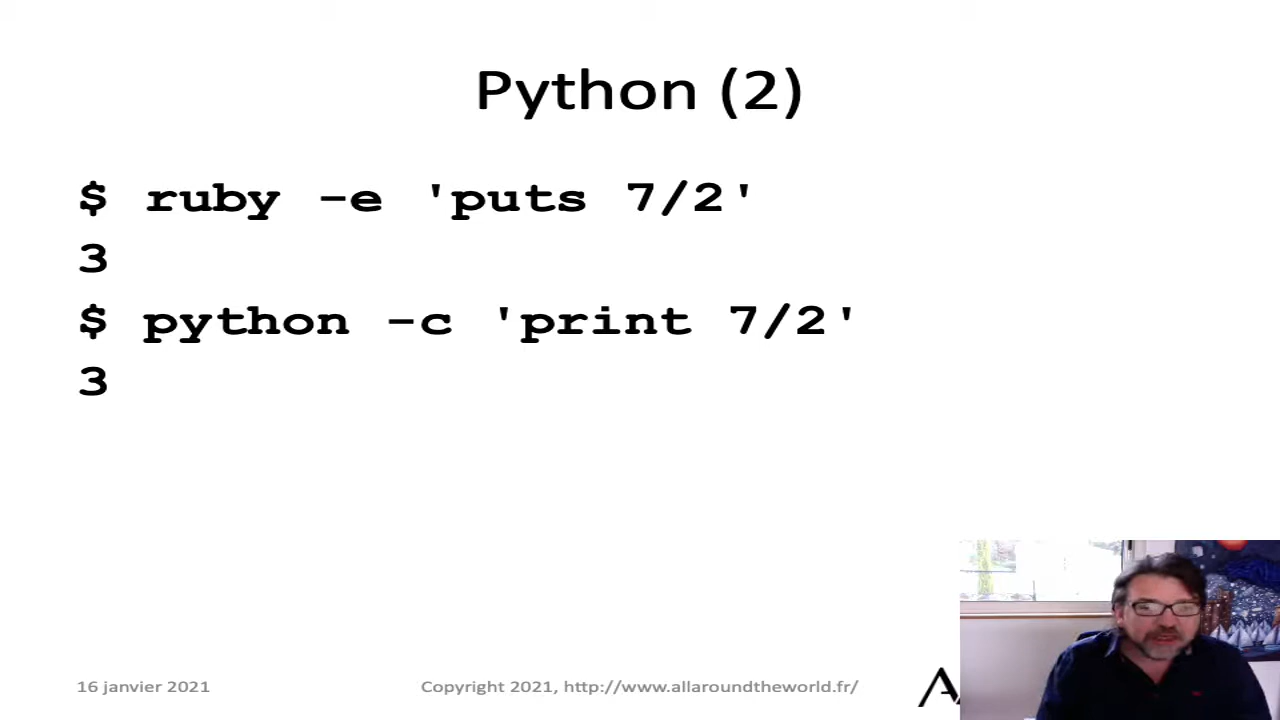 Python (2)
$ ruby -e 'puts 7/2'
3
$ python -c 'print 7/2'
3
16 janvier 2021
Copyright 2021, http://www.allaroundtheworld.fr/